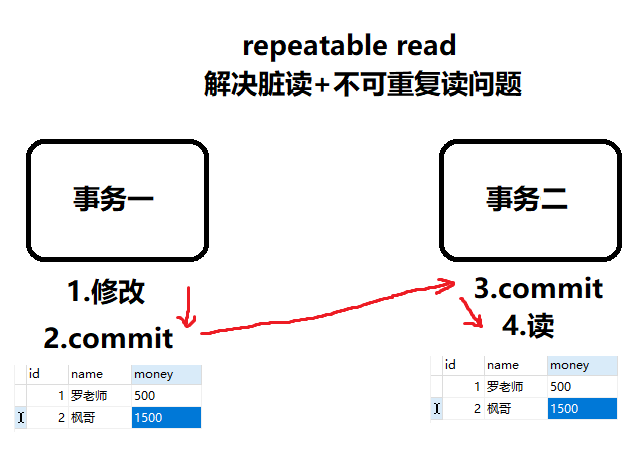 repeatable read
解决脏读+不可重复读问题
事务一
事务二
1.修改
2.commit
3.commit
4.读
id name money
1 罗老师 500
2 枫哥 1500
id name money
1 罗老师 500
2 枫哥 1500